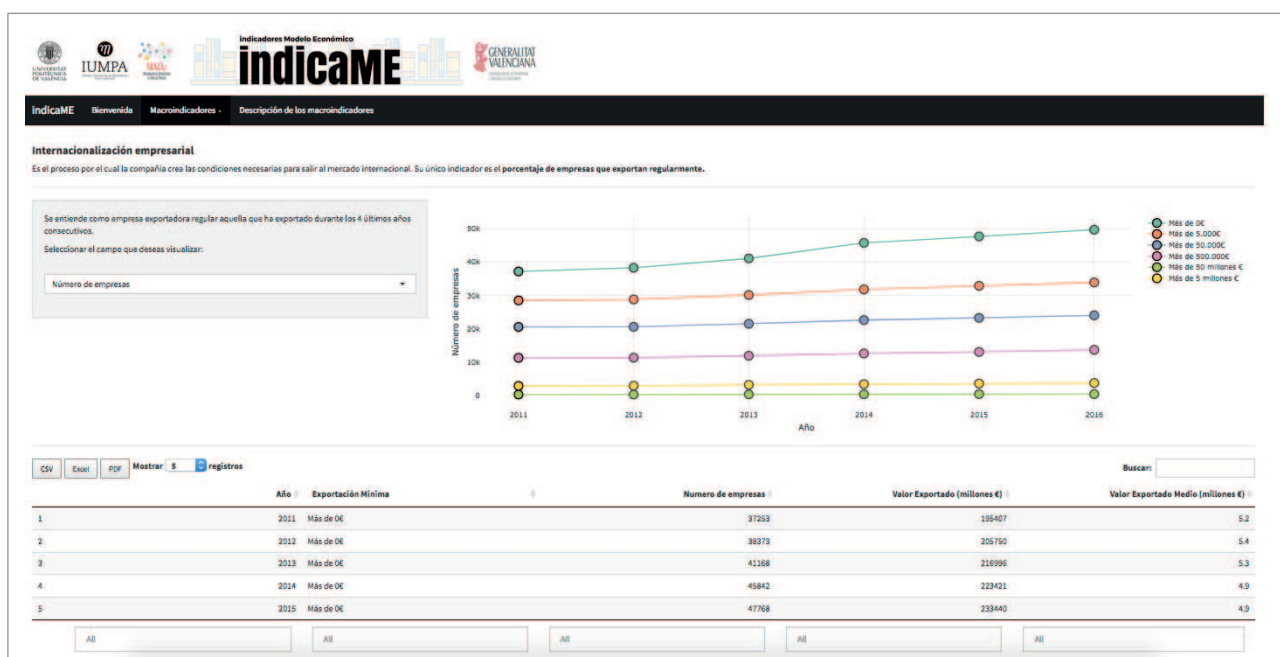 UNIVERSITAT
POLITÈCNICA
DE VALÈNCIA
IUMPA
indicadores Modelo Económico
indicaME
GENERALITAT
VALENCIANA
indicaME Bienvenida Macroindicadores Descripción de los macroindicadores
Internacionalización empresarial
Es el proceso por el cual la compañía crea las condiciones necesarias para salir al mercado internacional. Su único indicador es el porcentaje de empresas que exportan regularmente.
Se entiende como empresa exportadora regular aquella que ha exportado durante los 4 últimos años
consecutivos.
Seleccionar el campo que deseas visualizar:
Número de empresas
Número de empresas
50k
40k
30k
20k
10k
0
2011 2012 2013 2014 2015 2016
Año
Más de 0€
Más de 5.000€
Más de 50.000€
Más de 500.000€
Más de 50 millones €
Más de 5 millones €
CSV Excel PDF Mostrar 5 registros Buscar:
Año Exportación Mínima Numero de empresas Valor Exportado (millones €) Valor Exportado Medio (millones €)
1 2011 Más de 0€ 37253 195407 5.2
2 2012 Más de 0€ 38373 205750 5.4
3 2013 Más de 0€ 41168 216996 5.3
4 2014 Más de 0€ 45842 223421 4.9
5 2015 Más de 0€ 47768 233440 4.9
All All All All All